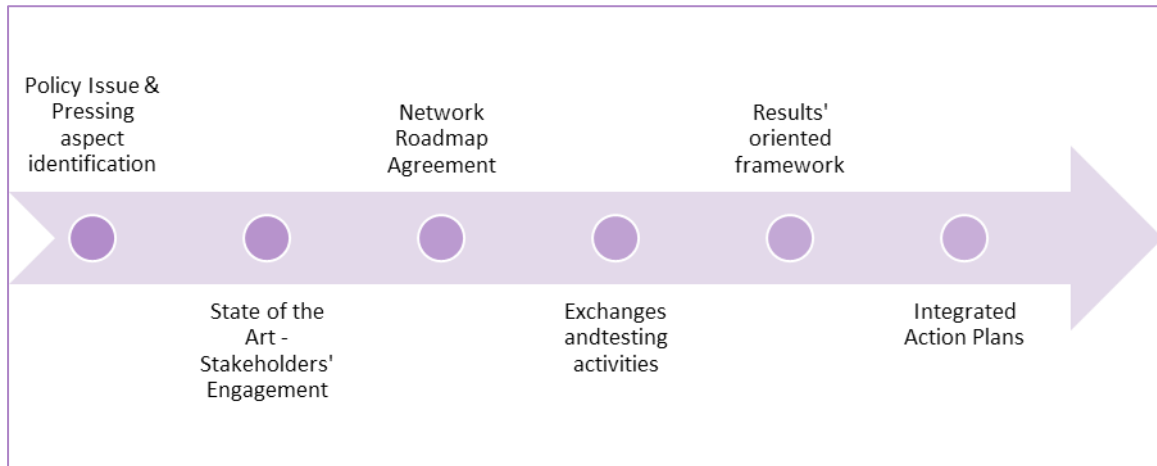 Policy Issue &
Pressing
aspect
identification
State of the
Art -
Stakeholders'
Engagement
Network
Roadmap
Agreement
Exchanges
andtesting
activities
Results'
oriented
framework
Integrated
Action Plans